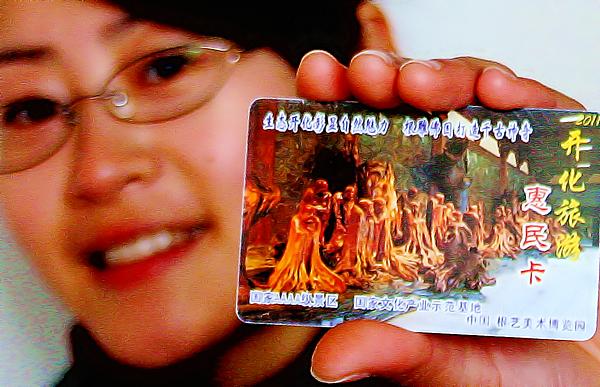 生态开化彰显自然魅力 根雕佛国打造千古神奇
2011
开化旅游
惠民卡
国家AAAA级景区 国家文化产业示范基地
中国 根艺美术博览园